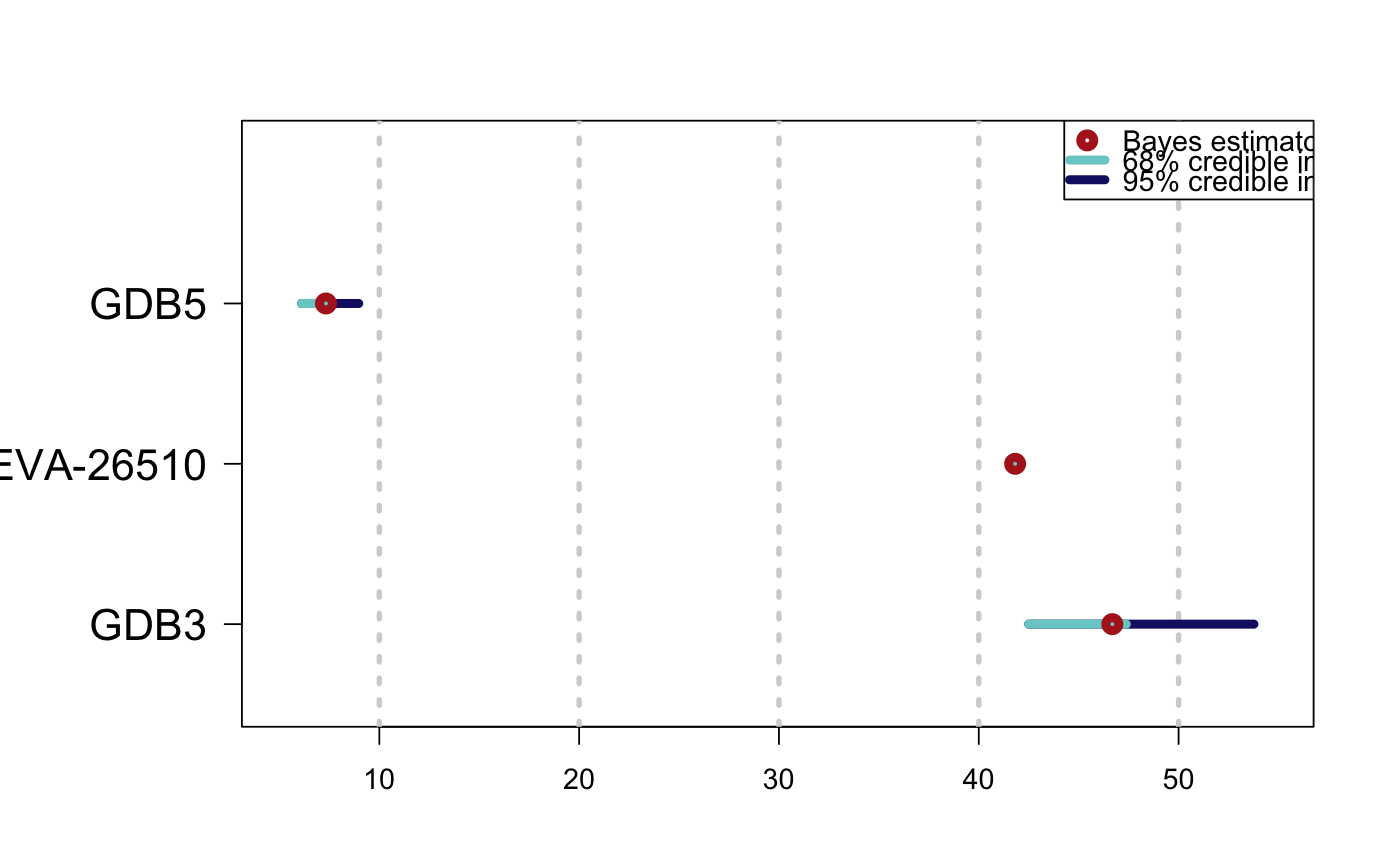 Bayes estimato
68% credible in
95% credible in
GDB5
EVA-26510
GDB3
10 20 30 40 50